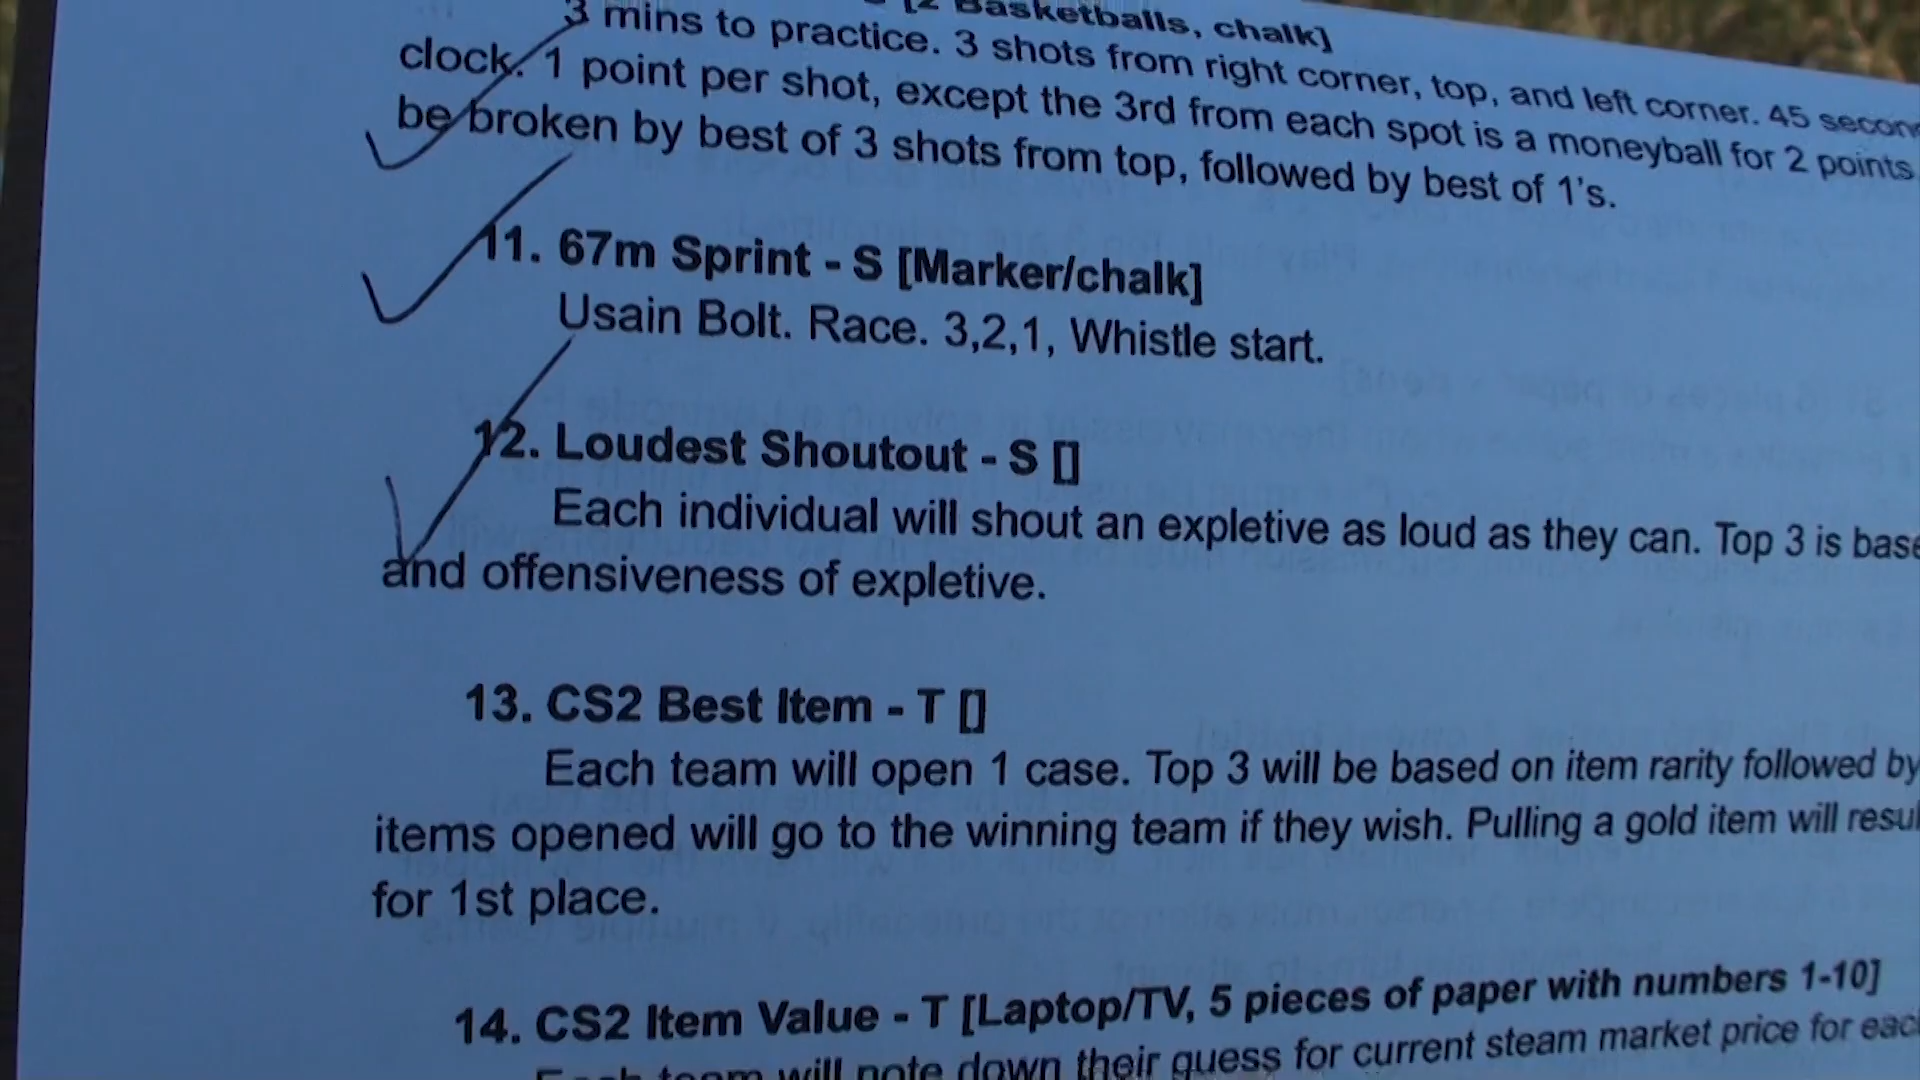 [2 Basketballs, chalk]
3 mins to practice. 3 shots from right corner, top, and left corner. 45 secon
clock. 1 point per shot, except the 3rd from each spot is a moneyball for 2 points
be broken by best of 3 shots from top, followed by best of 1's.
11. 67m Sprint - S [Marker/chalk]
Usain Bolt. Race. 3,2,1, Whistle start.
12. Loudest Shoutout - S []
Each individual will shout an expletive as loud as they can. Top 3 is base
and offensiveness of expletive.
13. CS2 Best Item - T []
Each team will open 1 case. Top 3 will be based on item rarity followed by
items opened will go to the winning team if they wish. Pulling a gold item will resul
for 1st place.
14. CS2 Item Value - T [Laptop/TV, 5 pieces of paper with numbers 1-10]
Each team will note down their guess for current steam market price for eac